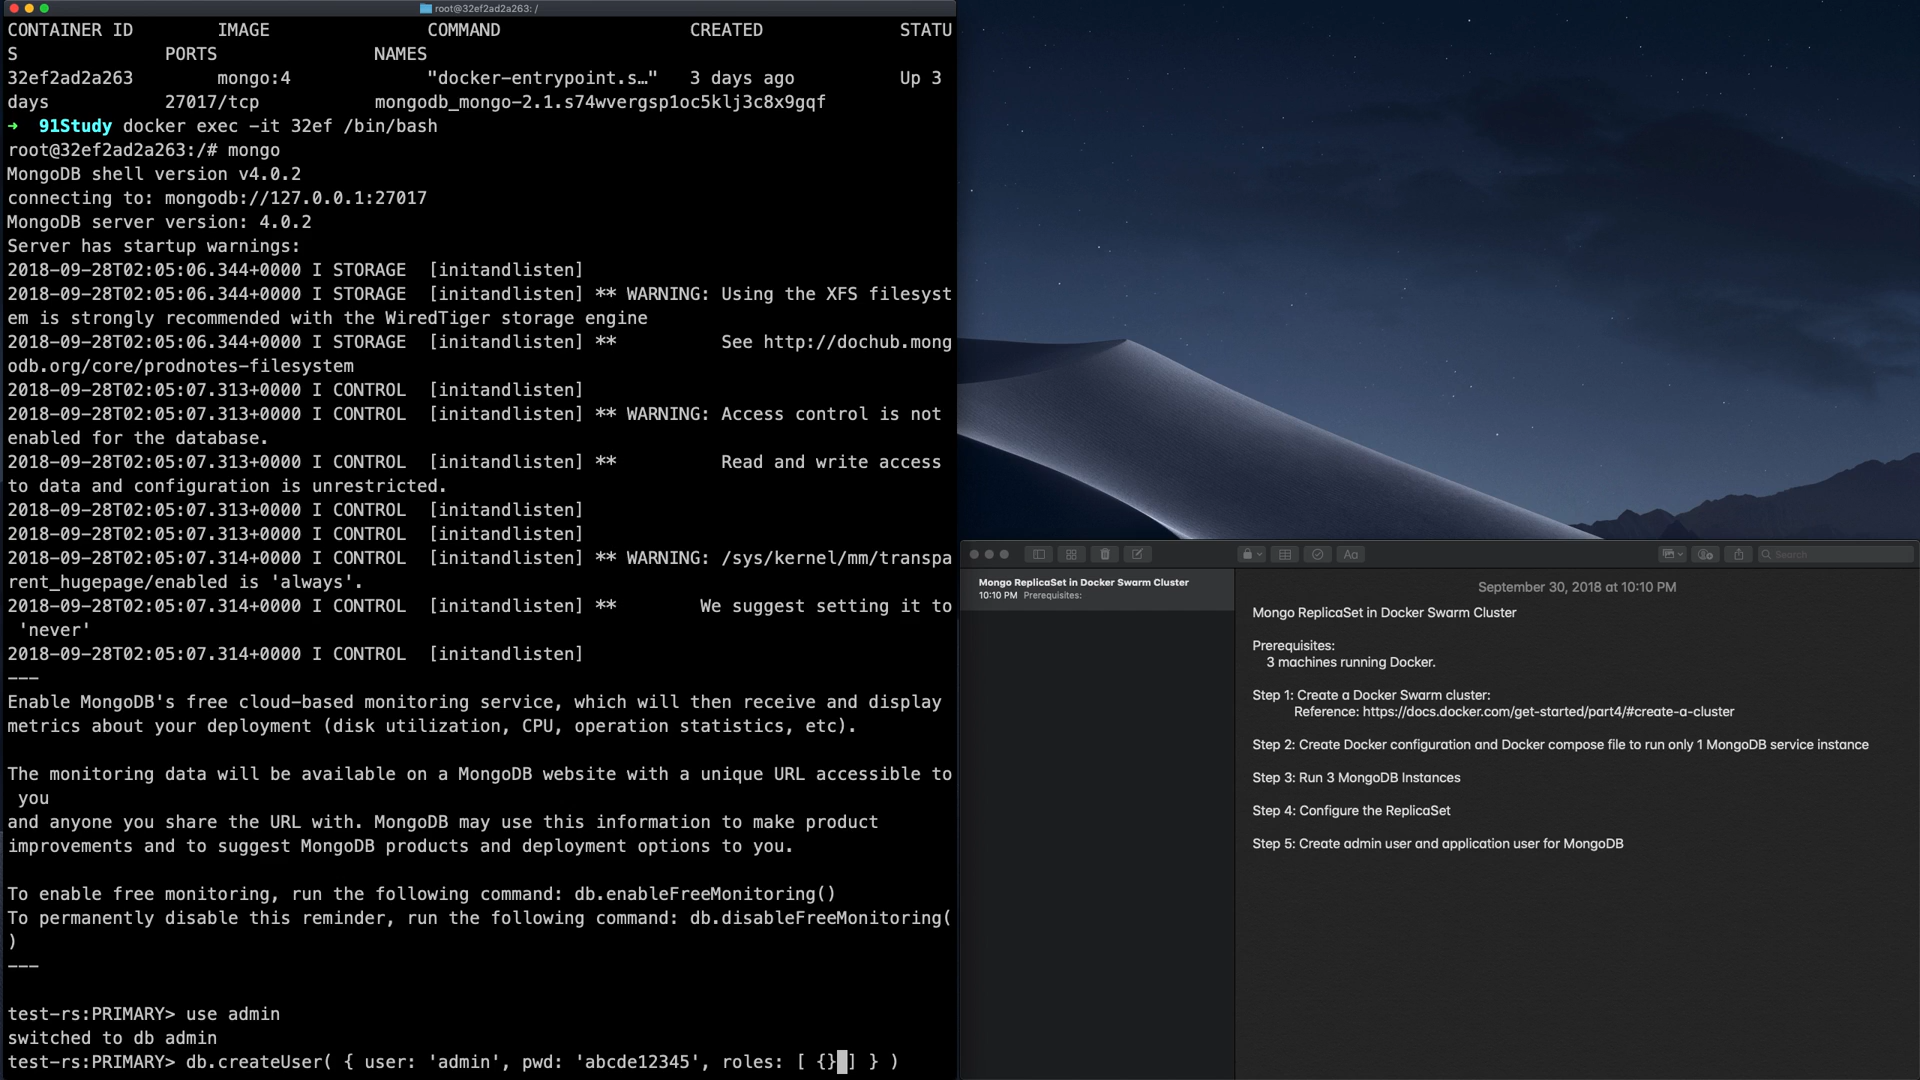 root@32ef2ad2a263: /
CONTAINER ID IMAGE COMMAND CREATED STATU
S PORTS NAMES
32ef2ad2a263 mongo:4 "docker-entrypoint.s…" 3 days ago Up 3
days 27017/tcp mongodb_mongo-2.1.s74wvergsp1oc5klj3c8x9gqf
➜ 91Study docker exec -it 32ef /bin/bash
root@32ef2ad2a263:/# mongo
MongoDB shell version v4.0.2
connecting to: mongodb://127.0.0.1:27017
MongoDB server version: 4.0.2
Server has startup warnings:
2018-09-28T02:05:06.344+0000 I STORAGE [initandlisten]
2018-09-28T02:05:06.344+0000 I STORAGE [initandlisten] ** WARNING: Using the XFS filesyst
em is strongly recommended with the WiredTiger storage engine
2018-09-28T02:05:06.344+0000 I STORAGE [initandlisten] ** See http://dochub.mong
odb.org/core/prodnotes-filesystem
2018-09-28T02:05:07.313+0000 I CONTROL [initandlisten]
2018-09-28T02:05:07.313+0000 I CONTROL [initandlisten] ** WARNING: Access control is not
enabled for the database.
2018-09-28T02:05:07.313+0000 I CONTROL [initandlisten] ** Read and write access
to data and configuration is unrestricted.
2018-09-28T02:05:07.313+0000 I CONTROL [initandlisten]
2018-09-28T02:05:07.313+0000 I CONTROL [initandlisten]
2018-09-28T02:05:07.314+0000 I CONTROL [initandlisten] ** WARNING: /sys/kernel/mm/transpa
rent_hugepage/enabled is 'always'.
2018-09-28T02:05:07.314+0000 I CONTROL [initandlisten] ** We suggest setting it to
'never'
2018-09-28T02:05:07.314+0000 I CONTROL [initandlisten]
---
Enable MongoDB's free cloud-based monitoring service, which will then receive and display
metrics about your deployment (disk utilization, CPU, operation statistics, etc).
The monitoring data will be available on a MongoDB website with a unique URL accessible to
you
and anyone you share the URL with. MongoDB may use this information to make product
improvements and to suggest MongoDB products and deployment options to you.
To enable free monitoring, run the following command: db.enableFreeMonitoring()
To permanently disable this reminder, run the following command: db.disableFreeMonitoring(
)
---
test-rs:PRIMARY> use admin
switched to db admin
test-rs:PRIMARY> db.createUser( { user: 'admin', pwd: 'abcde12345', roles: [ {} ] } )
Aa
Search
Mongo ReplicaSet in Docker Swarm Cluster
10:10 PM Prerequisites:
September 30, 2018 at 10:10 PM
Mongo ReplicaSet in Docker Swarm Cluster
Prerequisites:
3 machines running Docker.
Step 1: Create a Docker Swarm cluster:
Reference: https://docs.docker.com/get-started/part4/#create-a-cluster
Step 2: Create Docker configuration and Docker compose file to run only 1 MongoDB service instance
Step 3: Run 3 MongoDB Instances
Step 4: Configure the ReplicaSet
Step 5: Create admin user and application user for MongoDB